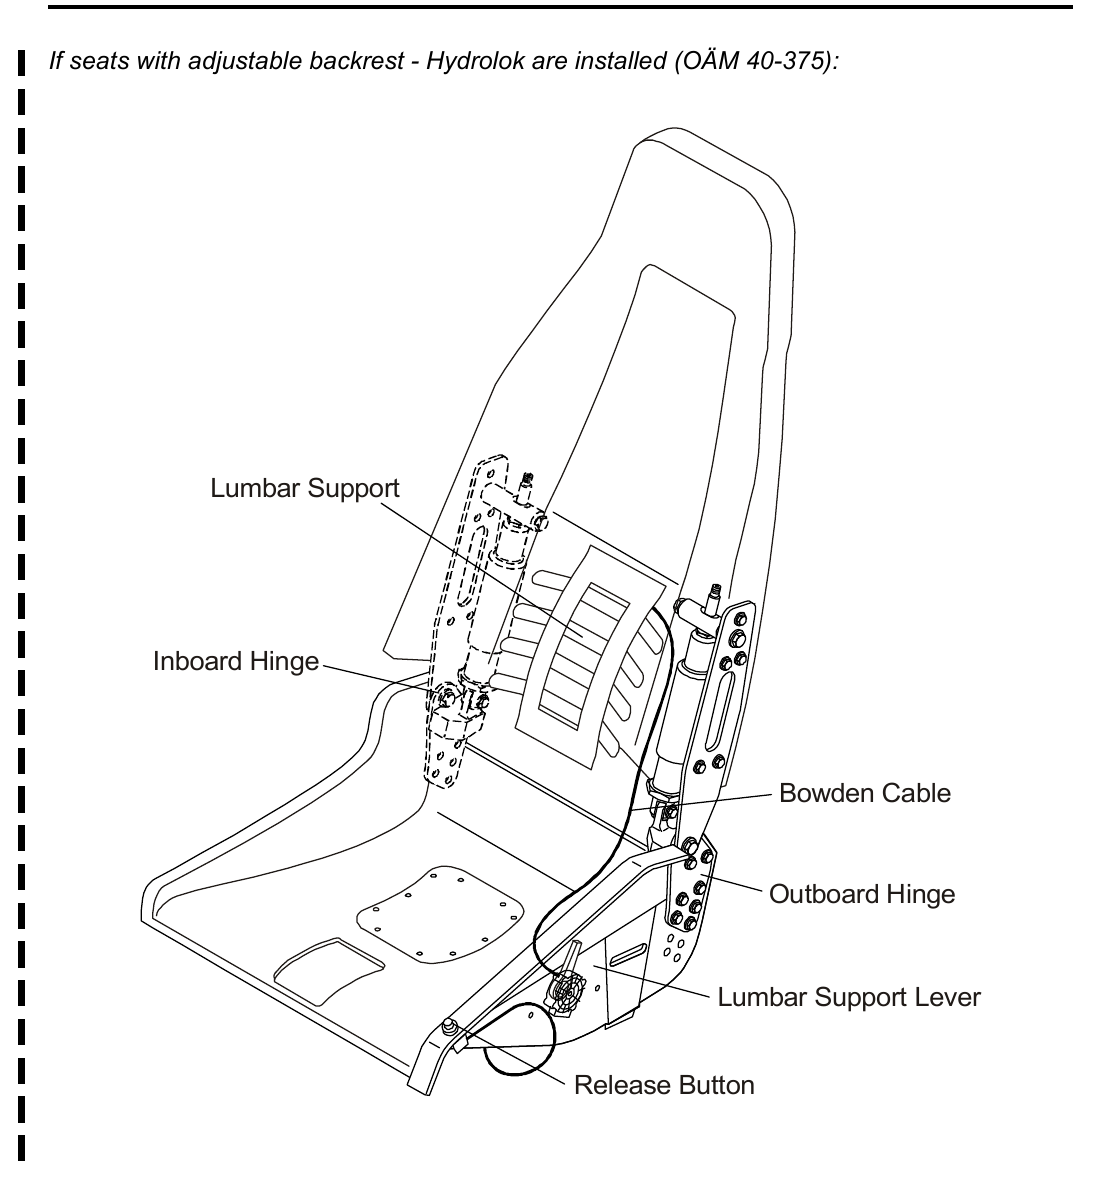 If seats with adjustable backrest - Hydrolok are installed (OÄM 40-375):
Lumbar Support
Inboard Hinge
Bowden Cable
Outboard Hinge
Lumbar Support Lever
Release Button